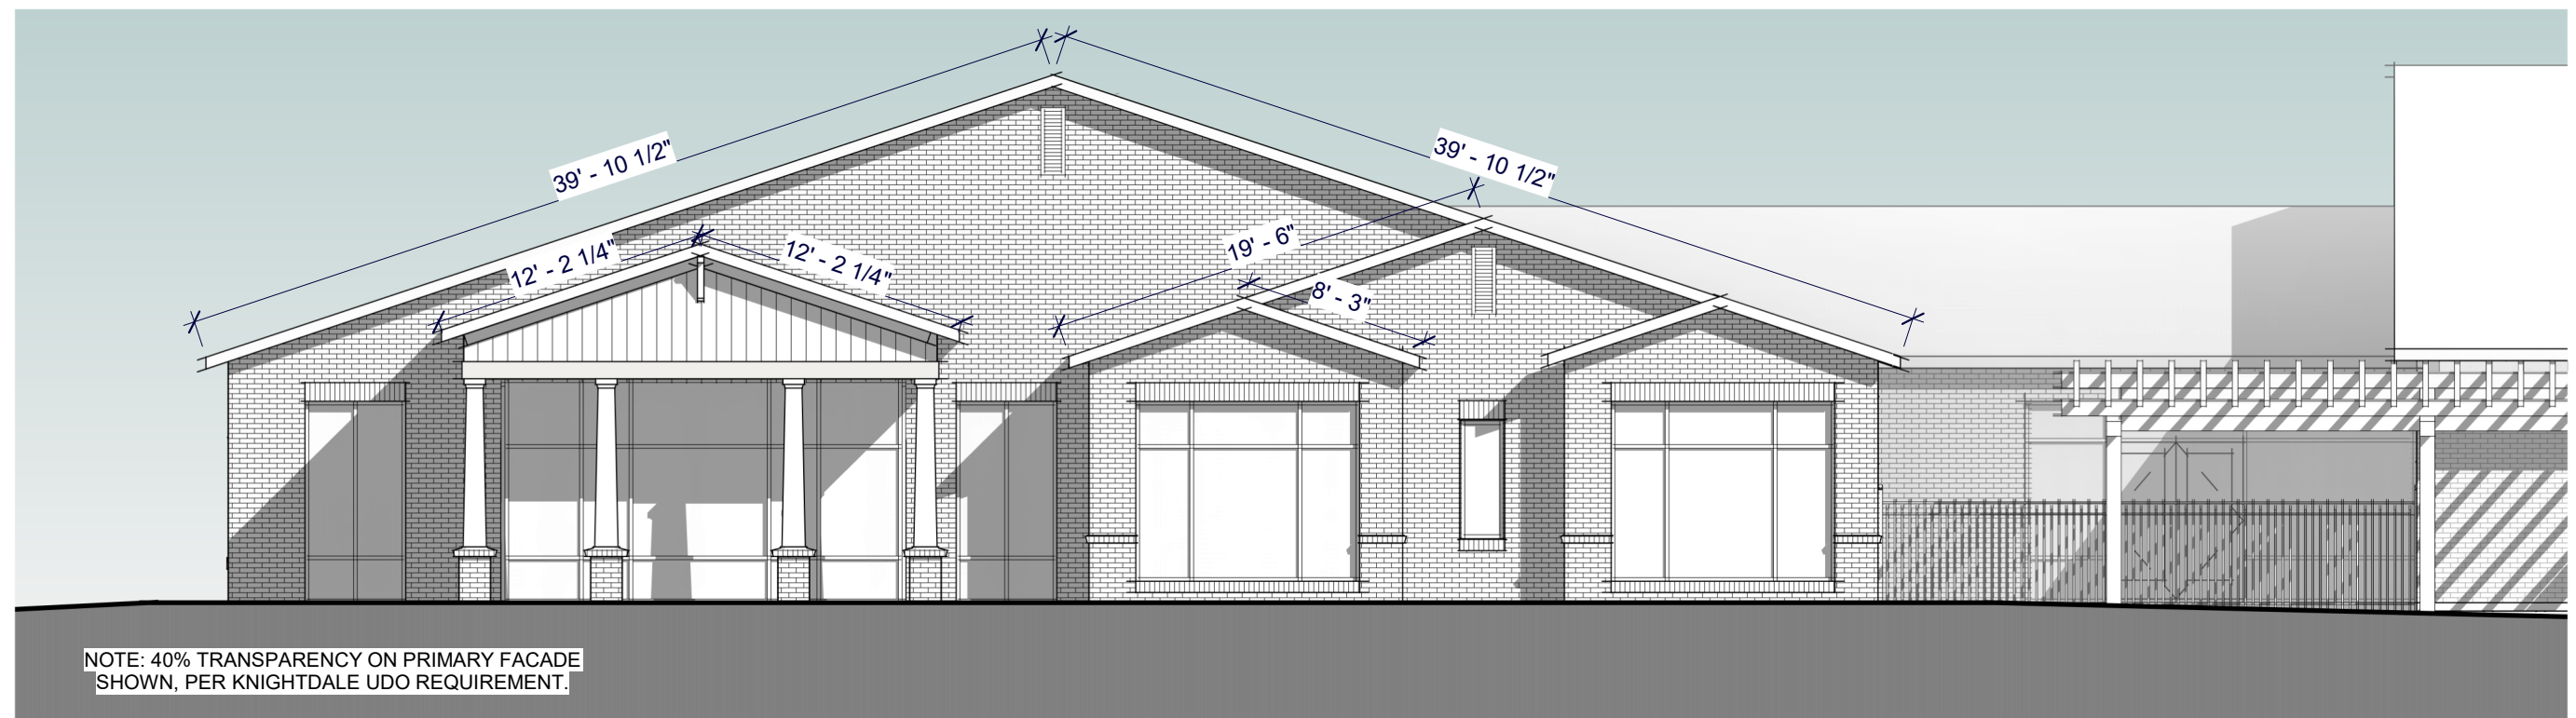 39' - 10 1/2"
39' - 10 1/2"
12' - 2 1/4"
12' - 2 1/4"
19' - 6"
8' - 3"
NOTE: 40% TRANSPARENCY ON PRIMARY FACADE
SHOWN, PER KNIGHTDALE UDO REQUIREMENT.